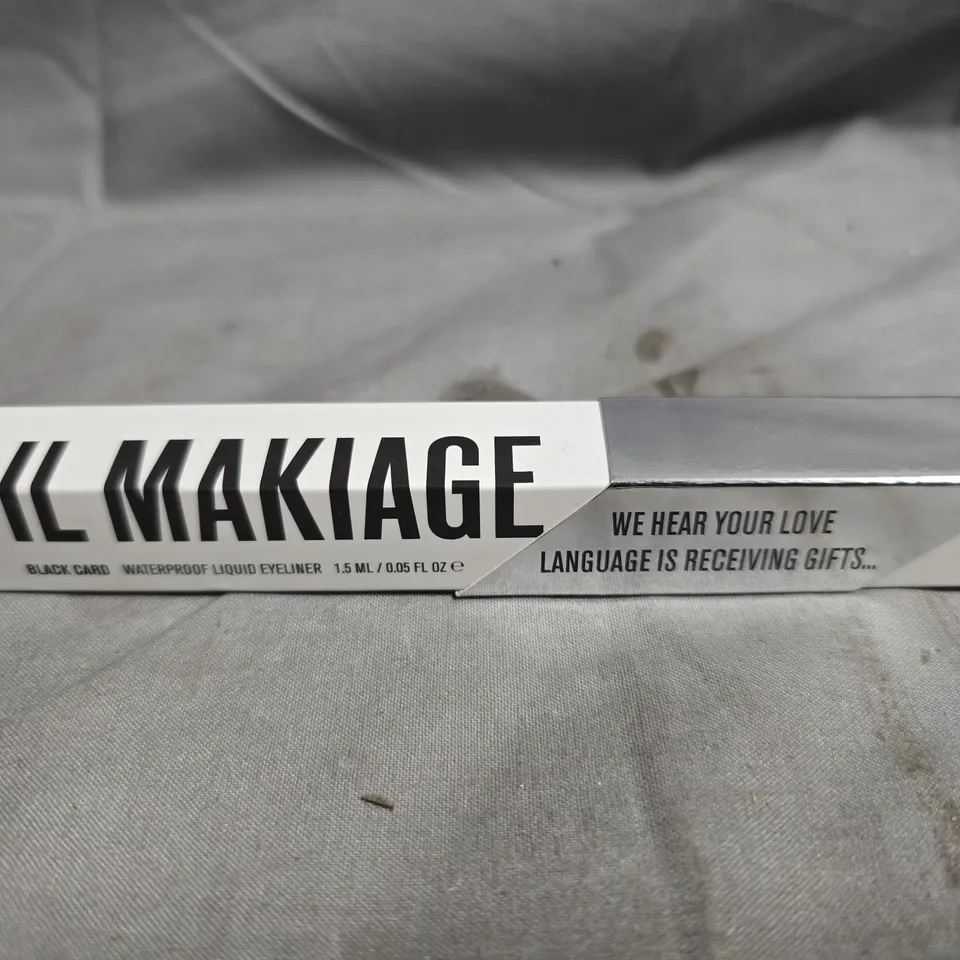 IL MAKIAGE
BLACK CARD WATERPROOF LIQUID EYELINER 1.5 ML / 0.05 FL OZ ℮
WE HEAR YOUR LOVE
LANGUAGE IS RECEIVING GIFTS...